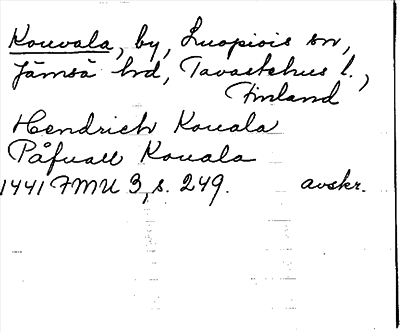 Kouvala, by, Luopiois sn,
Jämsä hd, Tavastehus l.,
Finland
Hendrich Kouala
Påfuall Kouala
1441 FMU 3, s. 249. avskr.